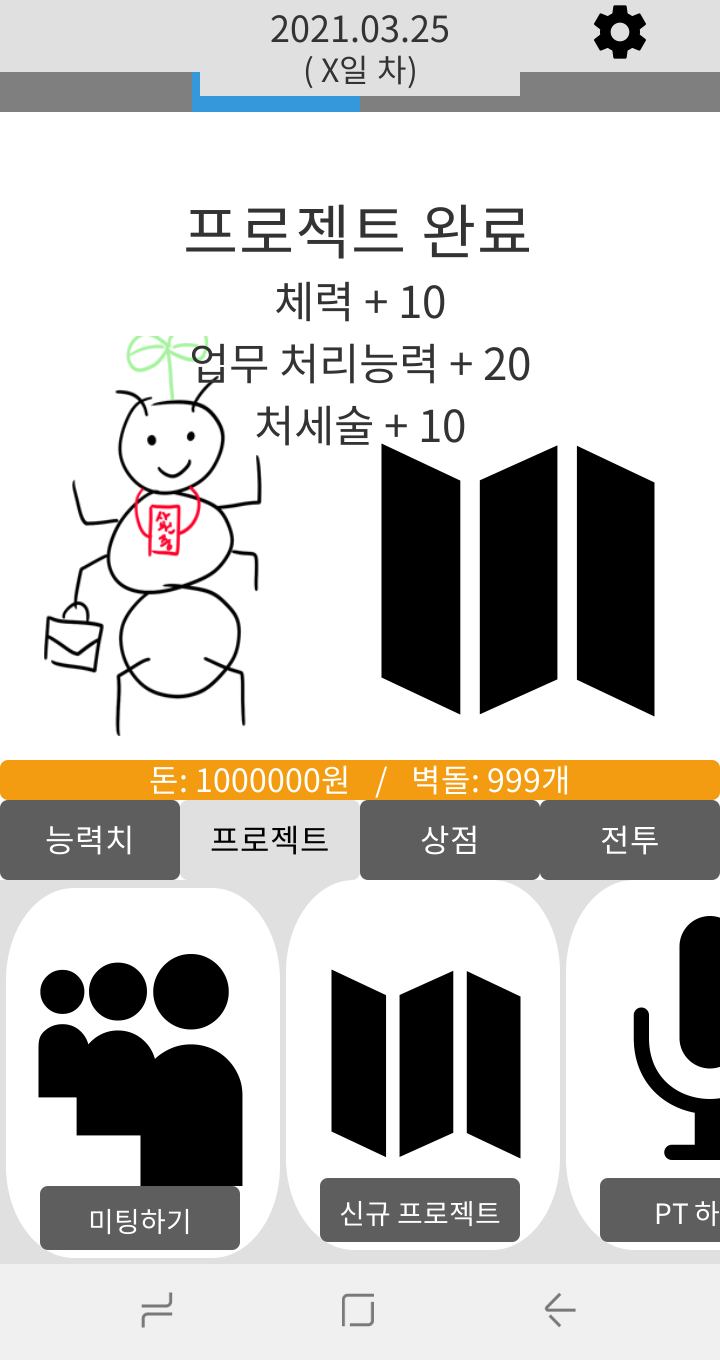 2021.03.25
( X일 차)
프로젝트 완료
체력 + 10
업무 처리능력 + 20
처세술 + 10
돈: 1000000원 / 벽돌: 999개
능력치
프로젝트
상점
전투
미팅하기
신규 프로젝트
PT 하